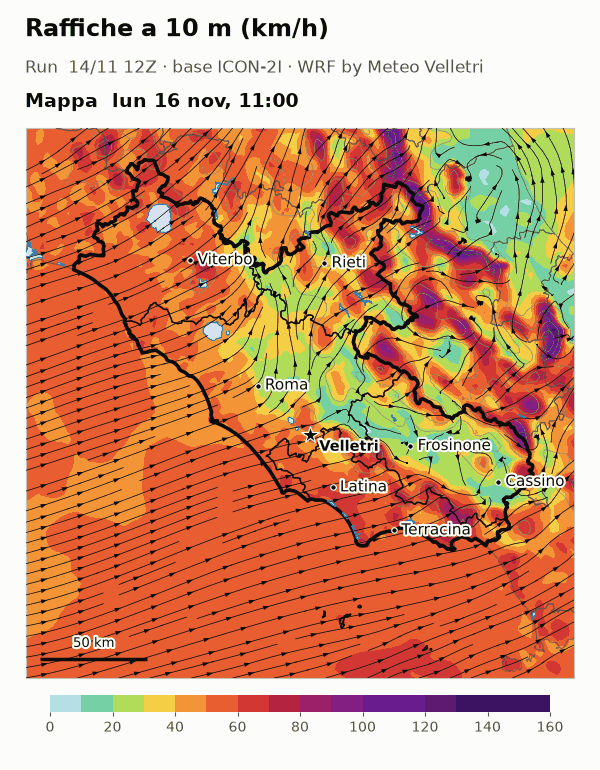 Raffiche a 10 m (km/h)
Run  14/11 12Z · base ICON-2I · WRF by Meteo Velletri
Mappa  lun 16 nov, 11:00
Viterbo
Rieti
Roma
Velletri
Frosinone
Cassino
Latina
Terracina
50 km
0 20 40 60 80 100 120 140 160